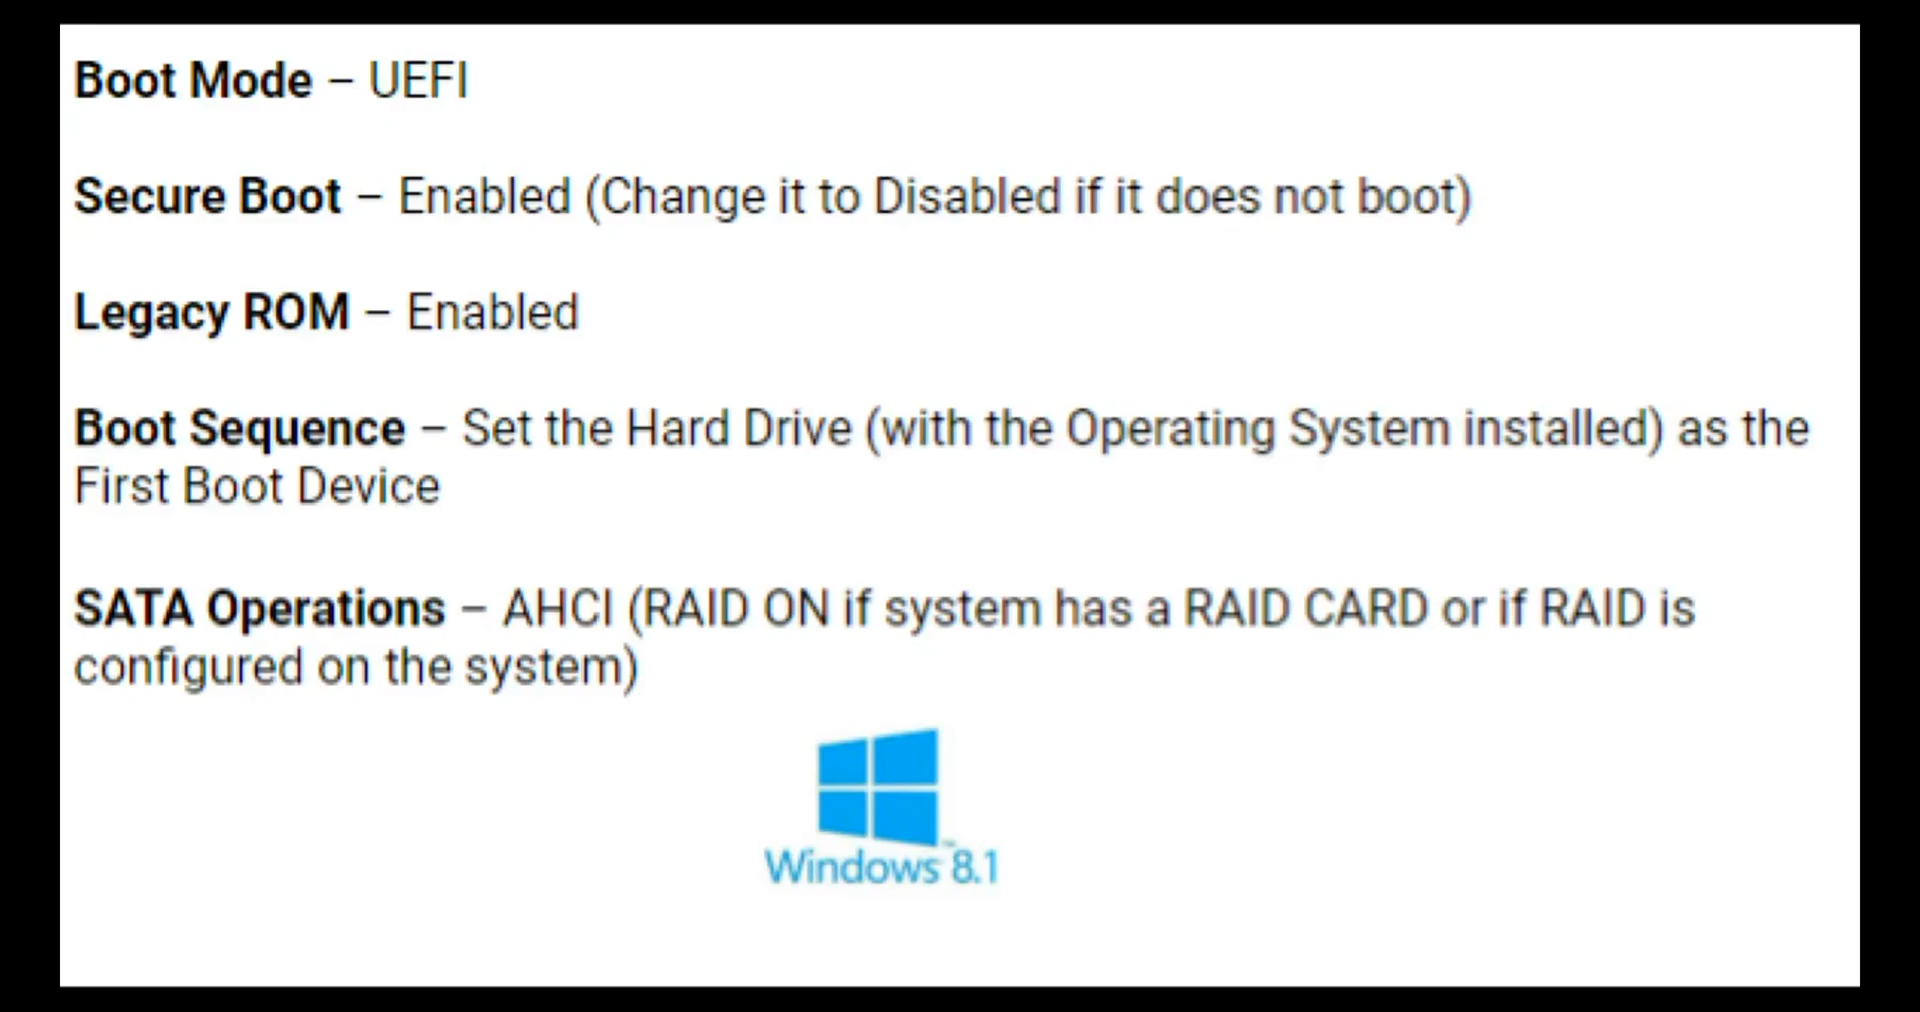 Boot Mode – UEFI
Secure Boot – Enabled (Change it to Disabled if it does not boot)
Legacy ROM – Enabled
Boot Sequence – Set the Hard Drive (with the Operating System installed) as the
First Boot Device
SATA Operations – AHCI (RAID ON if system has a RAID CARD or if RAID is
configured on the system)
Windows™ 8.1